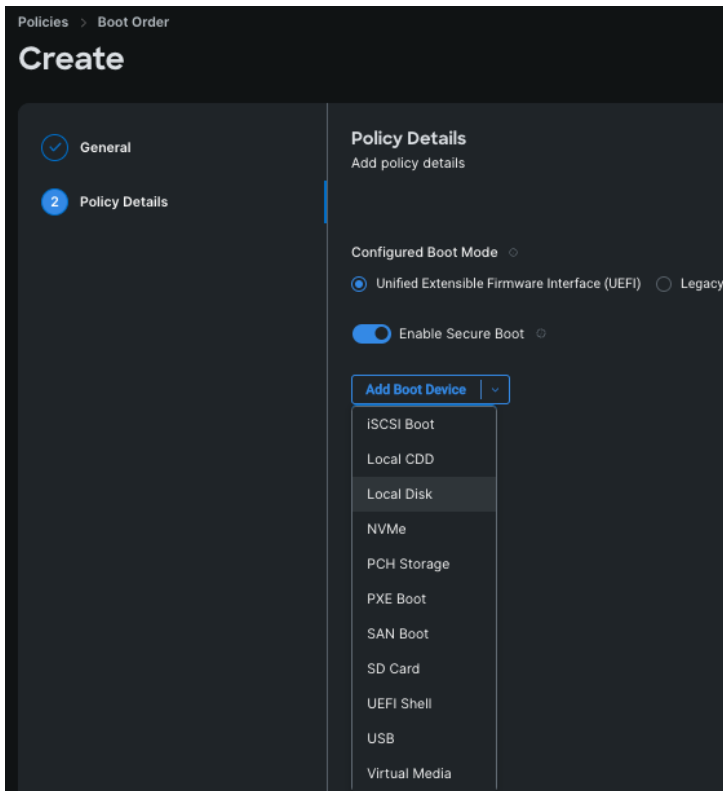 Policies > Boot Order
Create
General
2 Policy Details
Policy Details
Add policy details
Configured Boot Mode
Unified Extensible Firmware Interface (UEFI) Legacy
Enable Secure Boot
Add Boot Device
iSCSI Boot
Local CDD
Local Disk
NVMe
PCH Storage
PXE Boot
SAN Boot
SD Card
UEFI Shell
USB
Virtual Media